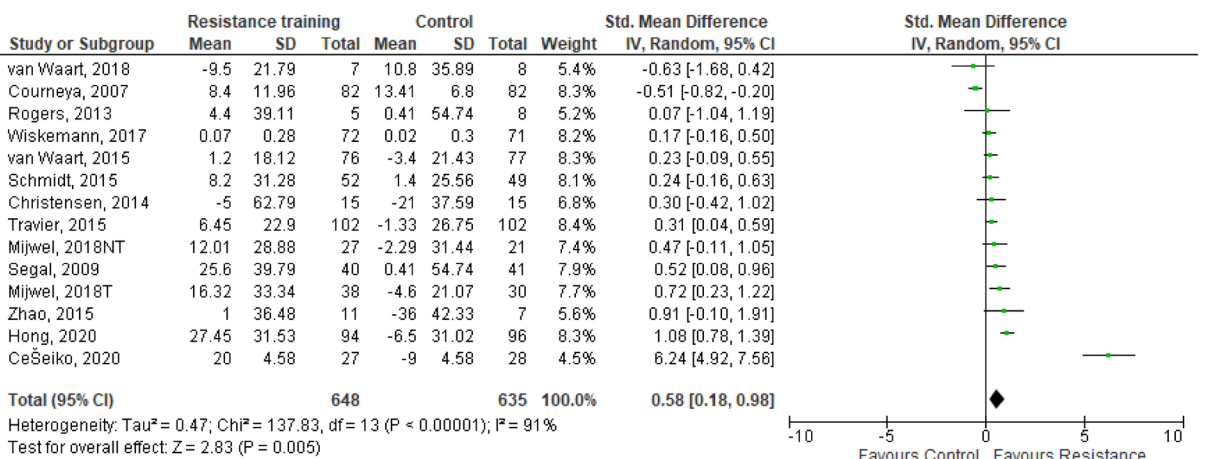 Resistance training Control Std. Mean Difference Std. Mean Difference
Study or Subgroup Mean SD Total Mean SD Total Weight IV, Random, 95% CI IV, Random, 95% CI
van Waart, 2018 -9.5 21.79 7 10.8 35.89 8 5.4% -0.63 [-1.68, 0.42]
Courneya, 2007 8.4 11.96 82 13.41 6.8 82 8.3% -0.51 [-0.82, -0.20]
Rogers, 2013 4.4 39.11 5 0.41 54.74 8 5.2% 0.07 [-1.04, 1.19]
Wiskemann, 2017 0.07 0.28 72 0.02 0.3 71 8.2% 0.17 [-0.16, 0.50]
van Waart, 2015 1.2 18.12 76 -3.4 21.43 77 8.3% 0.23 [-0.09, 0.55]
Schmidt, 2015 8.2 31.28 52 1.4 25.56 49 8.1% 0.24 [-0.16, 0.63]
Christensen, 2014 -5 62.79 15 -21 37.59 15 6.8% 0.30 [-0.42, 1.02]
Travier, 2015 6.45 22.9 102 -1.33 26.75 102 8.4% 0.31 [0.04, 0.59]
Mijwel, 2018NT 12.01 28.88 27 -2.29 31.44 21 7.4% 0.47 [-0.11, 1.05]
Segal, 2009 25.6 39.79 40 0.41 54.74 41 7.9% 0.52 [0.08, 0.96]
Mijwel, 2018T 16.32 33.34 38 -4.6 21.07 30 7.7% 0.72 [0.23, 1.22]
Zhao, 2015 1 36.48 11 -36 42.33 7 5.6% 0.91 [-0.10, 1.91]
Hong, 2020 27.45 31.53 94 -6.5 31.02 96 8.3% 1.08 [0.78, 1.39]
CeŠeiko, 2020 20 4.58 27 -9 4.58 28 4.5% 6.24 [4.92, 7.56]
Total (95% CI) 648 635 100.0% 0.58 [0.18, 0.98]
Heterogeneity: Tau² = 0.47; Chi² = 137.83, df = 13 (P < 0.00001); I² = 91%
Test for overall effect: Z = 2.83 (P = 0.005)
-10 -5 0 5 10
Favours Control Favours Resistance